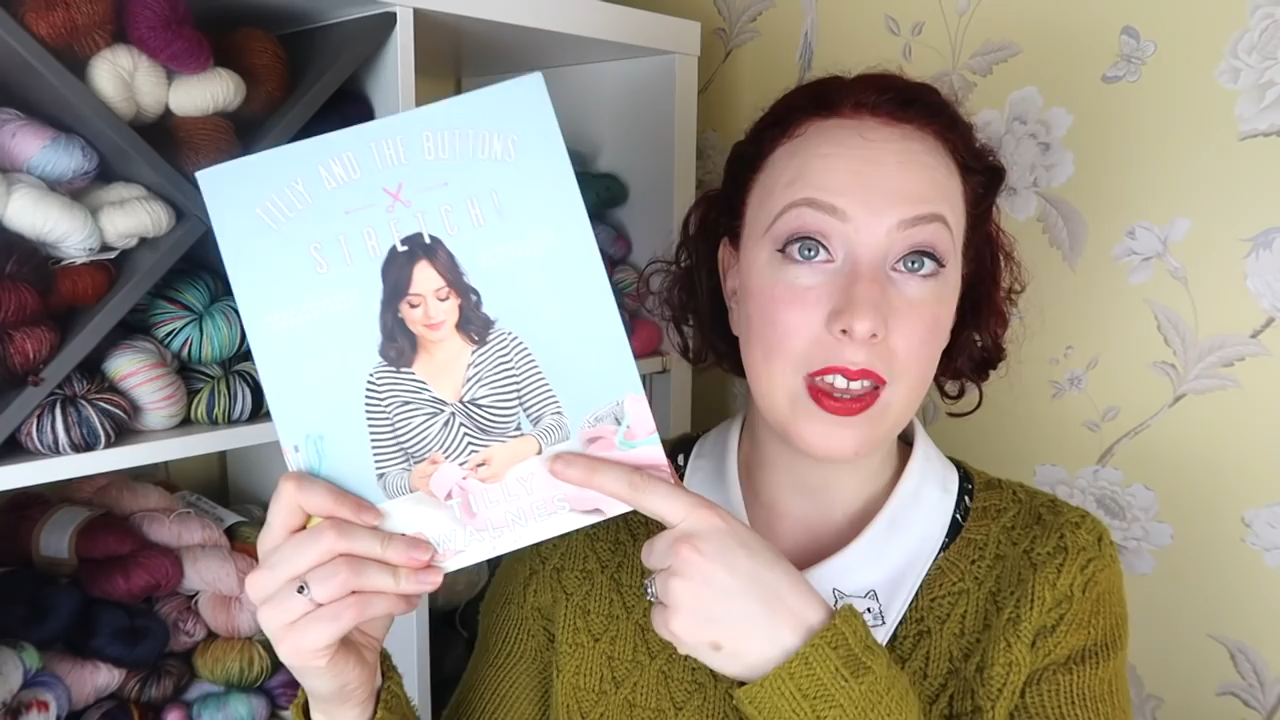 TILLY AND THE BUTTONS
STRETCH!
TILLY
WALNES